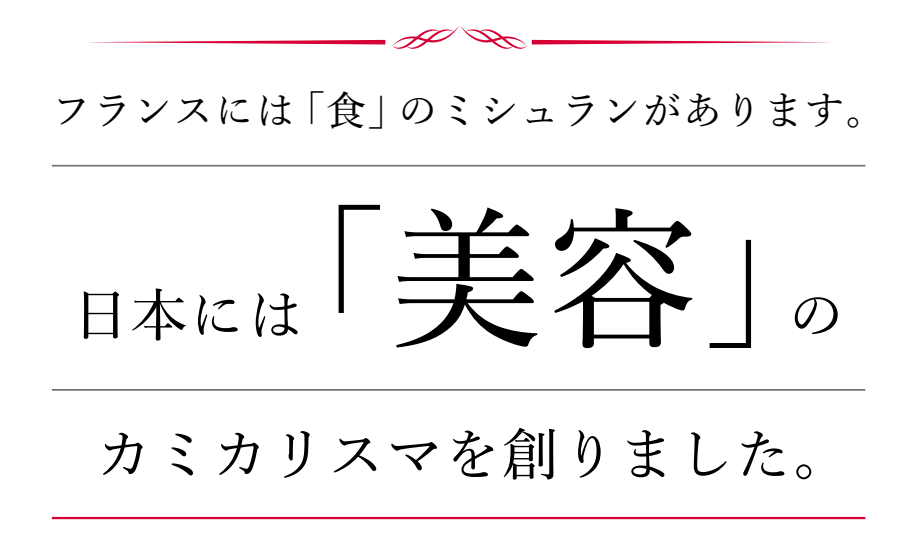 フランスには「食」のミシュランがあります。
日本には「美容」の
カミカリスマを創りました。